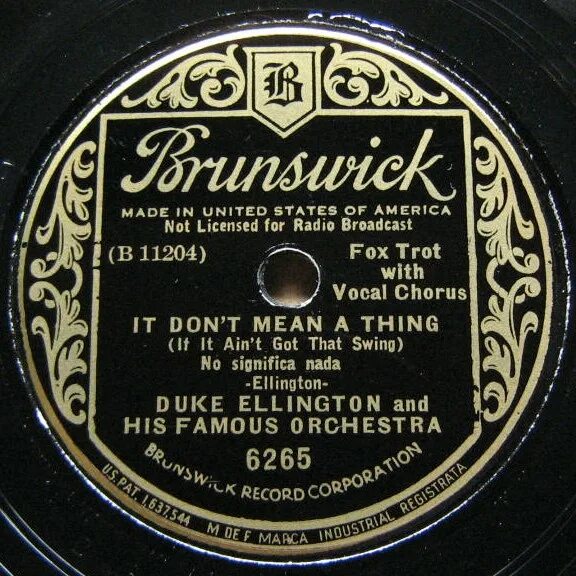 B
Brunswick
MADE IN UNITED STATES OF AMERICA
Not Licensed for Radio Broadcast
(B 11204)
Fox Trot
with
Vocal Chorus
IT DON'T MEAN A THING
(If It Ain't Got That Swing)
No significa nada
-Ellington-
DUKE ELLINGTON and
HIS FAMOUS ORCHESTRA
6265
BRUNSWICK RECORD CORPORATION
U.S. PAT. 1,637,544 M DE F MARCA INDUSTRIAL REGISTRATA